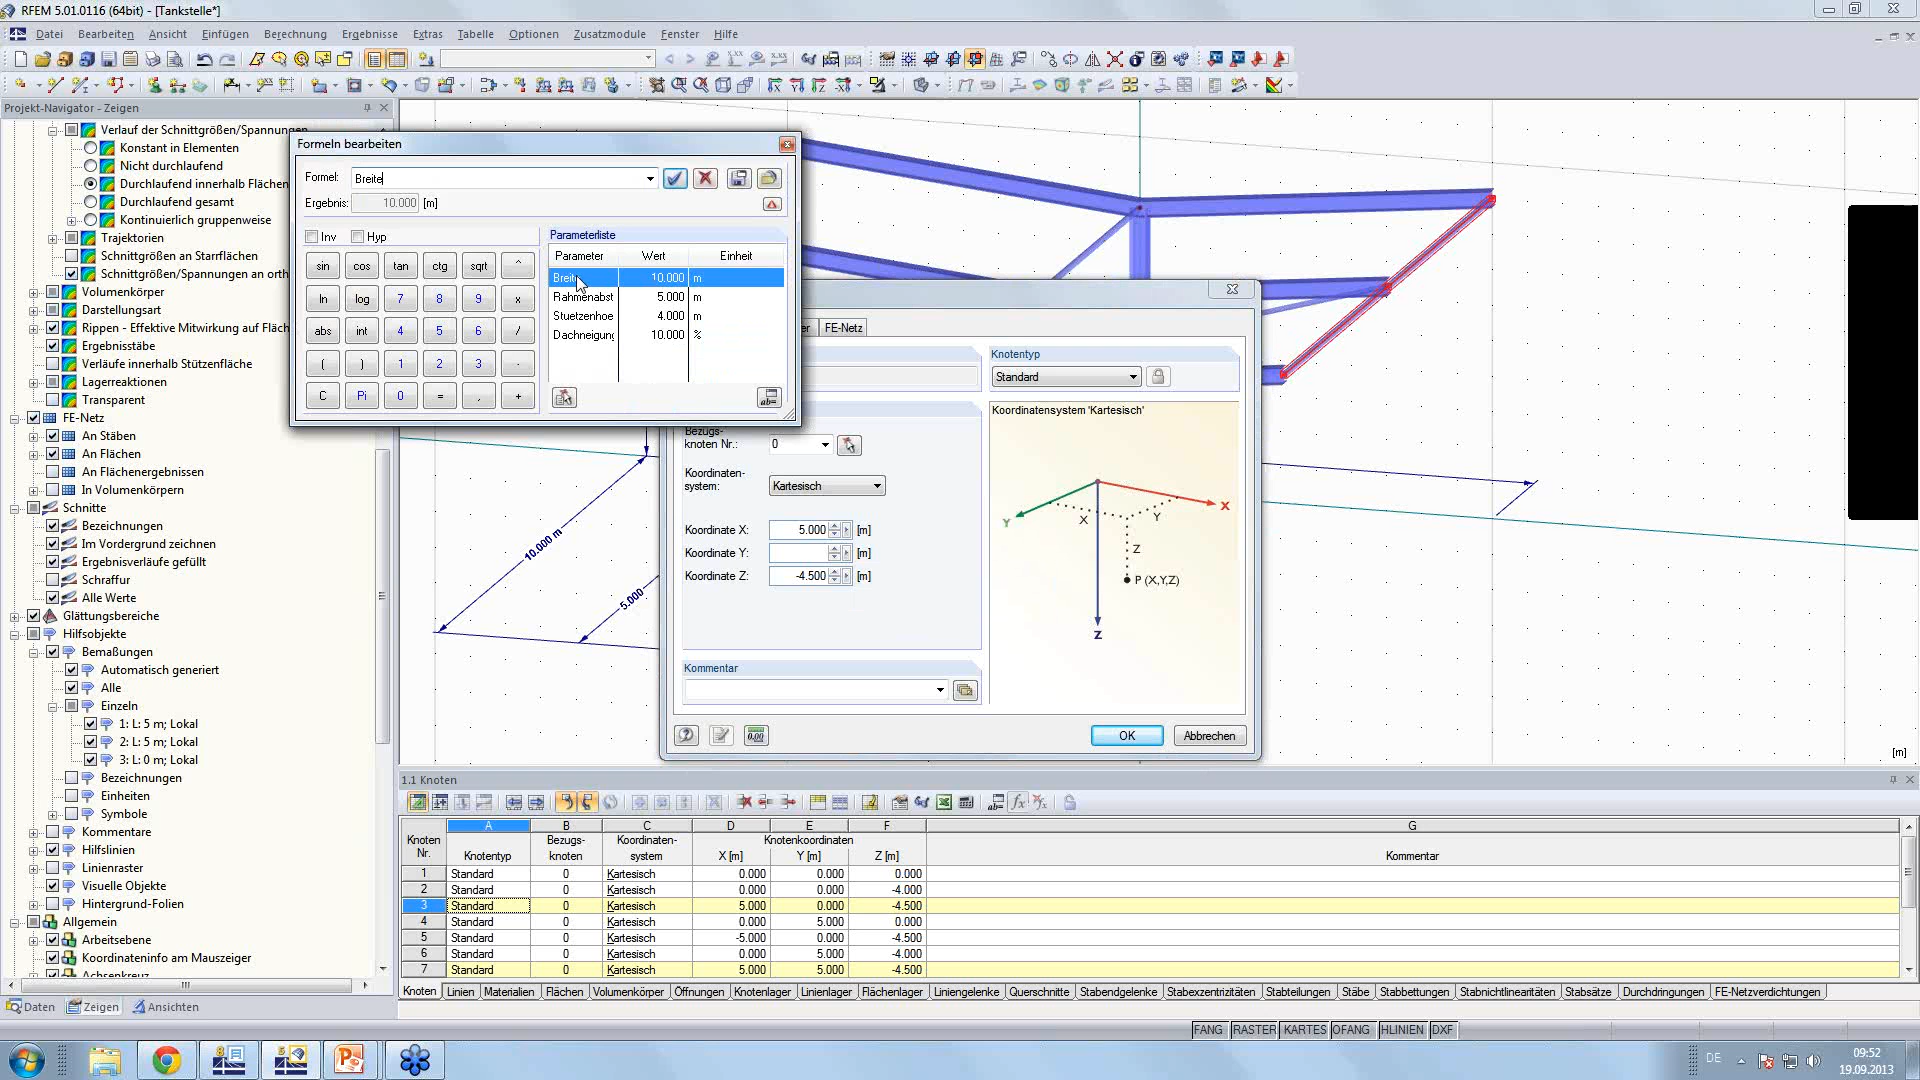 RFEM 5.01.0116 (64bit) - [Tankstelle*]
Datei Bearbeiten Ansicht Einfügen Berechnung Ergebnisse Extras Tabelle Optionen Zusatzmodule Fenster Hilfe
Projekt-Navigator - Zeigen
Verlauf der Schnittgrößen/Spannungen
Konstant in Elementen
Nicht durchlaufend
Durchlaufend innerhalb Flächen
Durchlaufend gesamt
Kontinuierlich gruppenweise
Trajektorien
Schnittgrößen an Starrflächen
Schnittgrößen/Spannungen an orth
Volumenkörper
Darstellungsart
Rippen - Effektive Mitwirkung auf Fläch
Ergebnisstäbe
Verläufe innerhalb Stützenfläche
Lagerreaktionen
Transparent
FE-Netz
An Stäben
An Flächen
An Flächenergebnissen
In Volumenkörpern
Schnitte
Bezeichnungen
Im Vordergrund zeichnen
Ergebnisverläufe gefüllt
Schraffur
Alle Werte
Glättungsbereiche
Hilfsobjekte
Bemaßungen
Automatisch generiert
Alle
Einzeln
1: L: 5 m; Lokal
2: L: 5 m; Lokal
3: L: 0 m; Lokal
Bezeichnungen
Einheiten
Symbole
Kommentare
Hilfslinien
Linienraster
Visuelle Objekte
Hintergrund-Folien
Allgemein
Arbeitsebene
Koordinateninfo am Mauszeiger
Achsenkreuz
Daten Zeigen Ansichten
Formeln bearbeiten
Formel: Breite
Ergebnis: 10.000 [m]
Inv Hyp
sin cos tan ctg sqrt ^
ln log 7 8 9 x
abs int 4 5 6 /
( ) 1 2 3 -
C Pi 0 = , +
Parameterliste
Parameter Wert Einheit
Breite 10.000 m
Rahmenabst 5.000 m
Stuetzenhoe 4.000 m
Dachneigung 10.000 %
ab=
er FE-Netz
Knotentyp
Standard
Koordinatensystem 'Kartesisch'
Bezugs-
knoten Nr.: 0
Koordinaten-
system: Kartesisch
Koordinate X: 5.000 [m]
Koordinate Y: [m]
Koordinate Z: -4.500 [m]
X Y X Y Z P (X,Y,Z) Z
Kommentar
0.00
OK Abbrechen
10.000 m
5.000
[m]
1.1 Knoten
A B C D E F G
Knoten Bezugs- Koordinaten- Knotenkoordinaten
Nr. Knotentyp knoten system X [m] Y [m] Z [m] Kommentar
1 Standard 0 Kartesisch 0.000 0.000 0.000
2 Standard 0 Kartesisch 0.000 0.000 -4.000
3 Standard 0 Kartesisch 5.000 0.000 -4.500
4 Standard 0 Kartesisch 0.000 5.000 0.000
5 Standard 0 Kartesisch -5.000 0.000 -4.500
6 Standard 0 Kartesisch 0.000 5.000 -4.000
7 Standard 0 Kartesisch 5.000 5.000 -4.500
Knoten Linien Materialien Flächen Volumenkörper Öffnungen Knotenlager Linienlager Flächenlager Liniengelenke Querschnitte Stabendgelenke Stabexzentrizitäten Stabteilungen Stäbe Stabbettungen Stabnichtlinearitäten Stabsätze Durchdringungen FE-Netzverdichtungen
FANG RASTER KARTES OFANG HLINIEN DXF
DE 09:52
19.09.2013